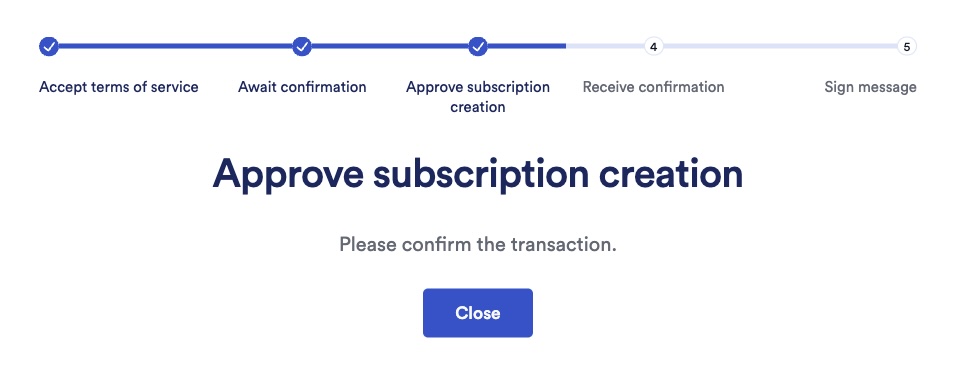 4
5
Accept terms of service
Await confirmation
Approve subscription
creation
Receive confirmation
Sign message
Approve subscription creation
Please confirm the transaction.
Close